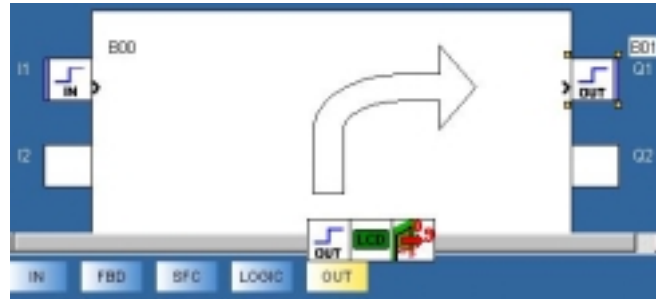 B00
B01
I1
IN
OUT
Q1
I2
Q2
OUT
LCD
IN
FBD
SFC
LOGIC
OUT